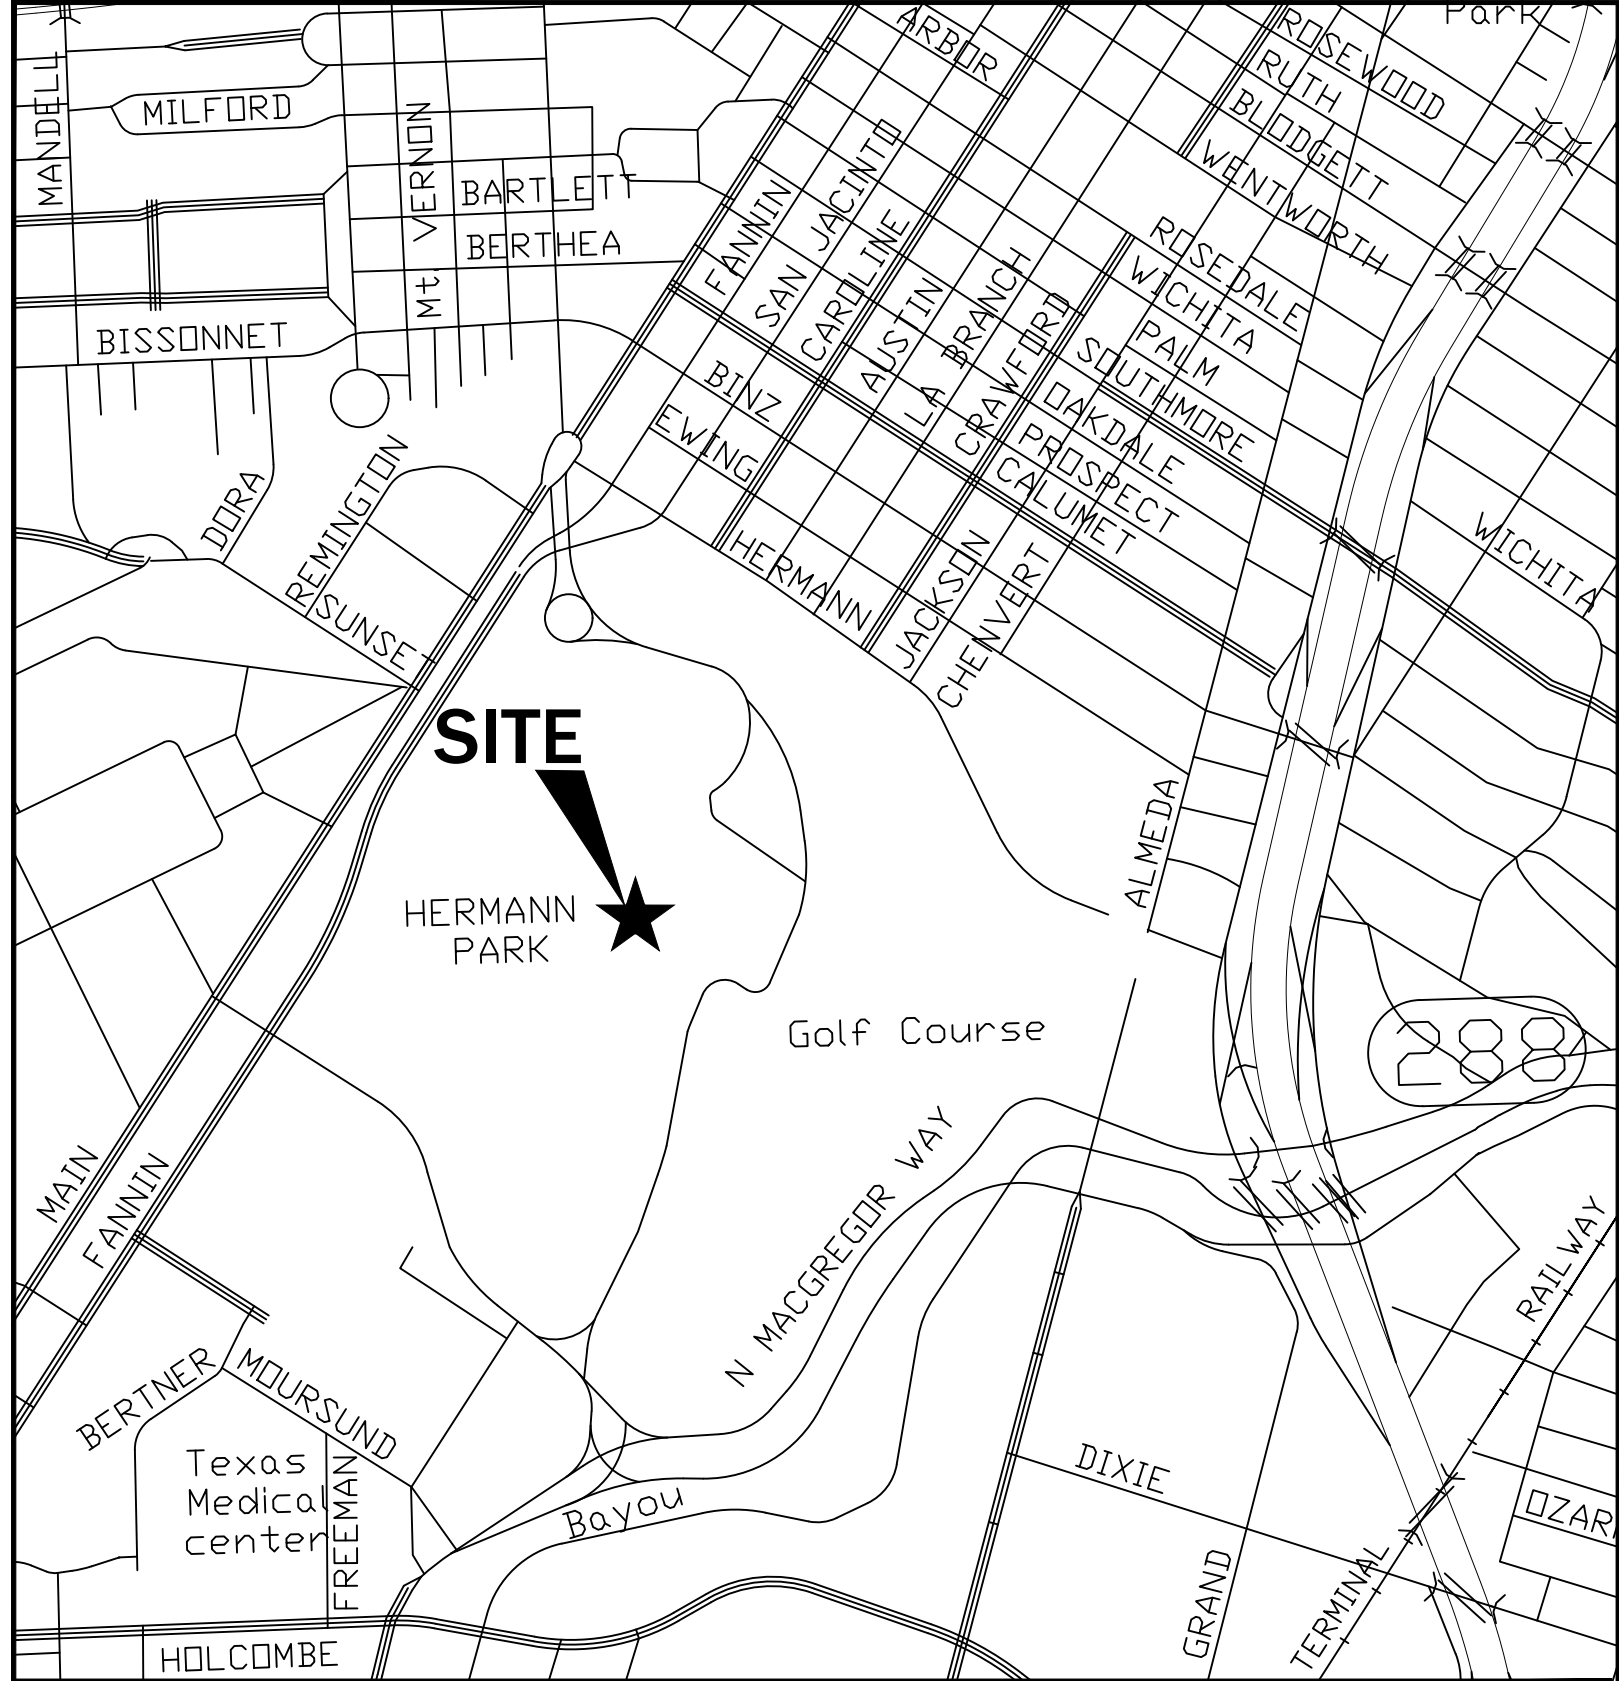 Park
ARBOR
ROSEWOOD
RUTH
BLODGETT
WENTWORTH
MANDELL
MILFORD
Mt. VERNON
BARTLETT
BERTHEA
BISSONNET
FANNIN
SAN JACINTO
CAROLINE
AUSTIN
LA BRANCH
CRAWFORD
ROSEDALE
WICHITA
PALM
SOUTHMORE
OAKDALE
PROSPECT
CALUMET
BINZ
EWING
HERMANN
JACKSON
CHENVERT
WICHITA
DORA
REMINGTON
SUNSET
SITE
HERMANN
PARK
ALMEDA
Golf Course
288
MAIN
FANNIN
N MACGREGOR WAY
RAILWAY
BERTNER
MOURSUND
Texas
Medical
center
FREEMAN
Bayou
DIXIE
GRAND
TERMINAL
HOLCOMBE